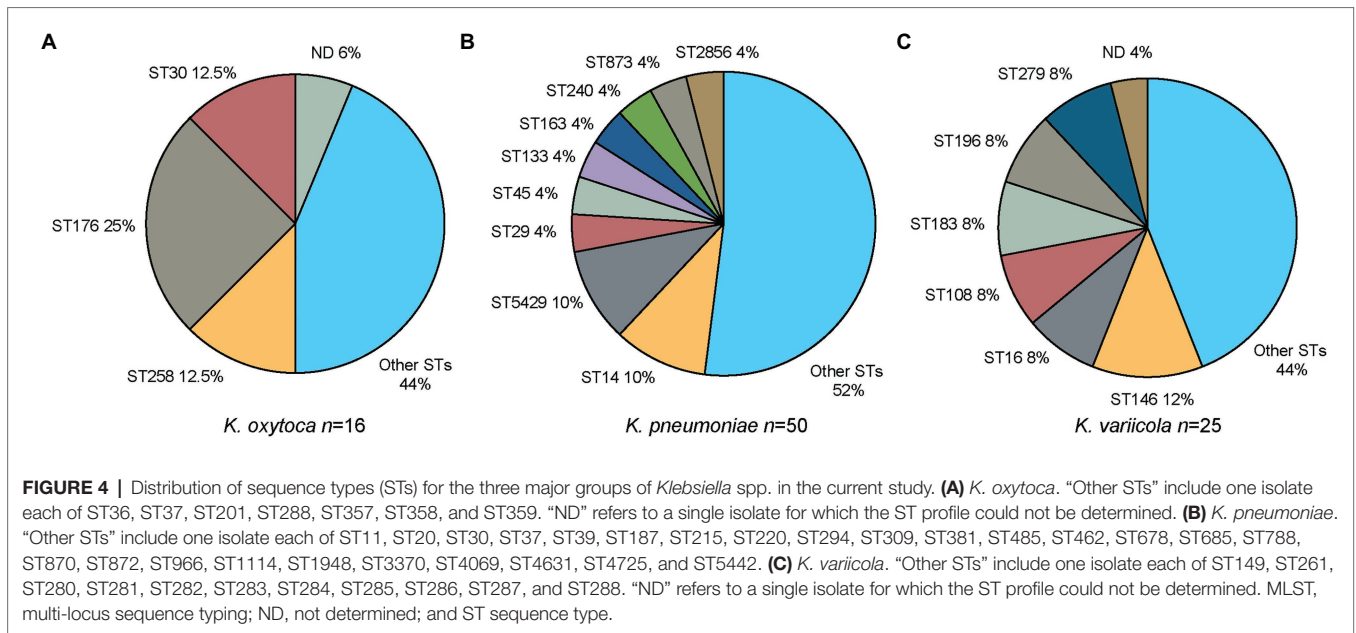 A
ND 6%
ST30 12.5%
ST176 25%
ST258 12.5%
Other STs
44%
K. oxytoca n=16
B
ST2856 4%
ST873 4%
ST240 4%
ST163 4%
ST133 4%
ST45 4%
ST29 4%
ST5429 10%
ST14 10%
Other STs
52%
K. pneumoniae n=50
C
ND 4%
ST279 8%
ST196 8%
ST183 8%
ST108 8%
ST16 8%
ST146 12%
Other STs
44%
K. variicola n=25
FIGURE 4 | Distribution of sequence types (STs) for the three major groups of Klebsiella spp. in the current study. (A) K. oxytoca. “Other STs” include one isolate
each of ST36, ST37, ST201, ST288, ST357, ST358, and ST359. “ND” refers to a single isolate for which the ST profile could not be determined. (B) K. pneumoniae.
“Other STs” include one isolate each of ST11, ST20, ST30, ST37, ST39, ST187, ST215, ST220, ST294, ST309, ST381, ST485, ST462, ST678, ST685, ST788,
ST870, ST872, ST966, ST1114, ST1948, ST3370, ST4069, ST4631, ST4725, and ST5442. (C) K. variicola. “Other STs” include one isolate each of ST149, ST261,
ST280, ST281, ST282, ST283, ST284, ST285, ST286, ST287, and ST288. “ND” refers to a single isolate for which the ST profile could not be determined. MLST,
multi-locus sequence typing; ND, not determined; and ST sequence type.